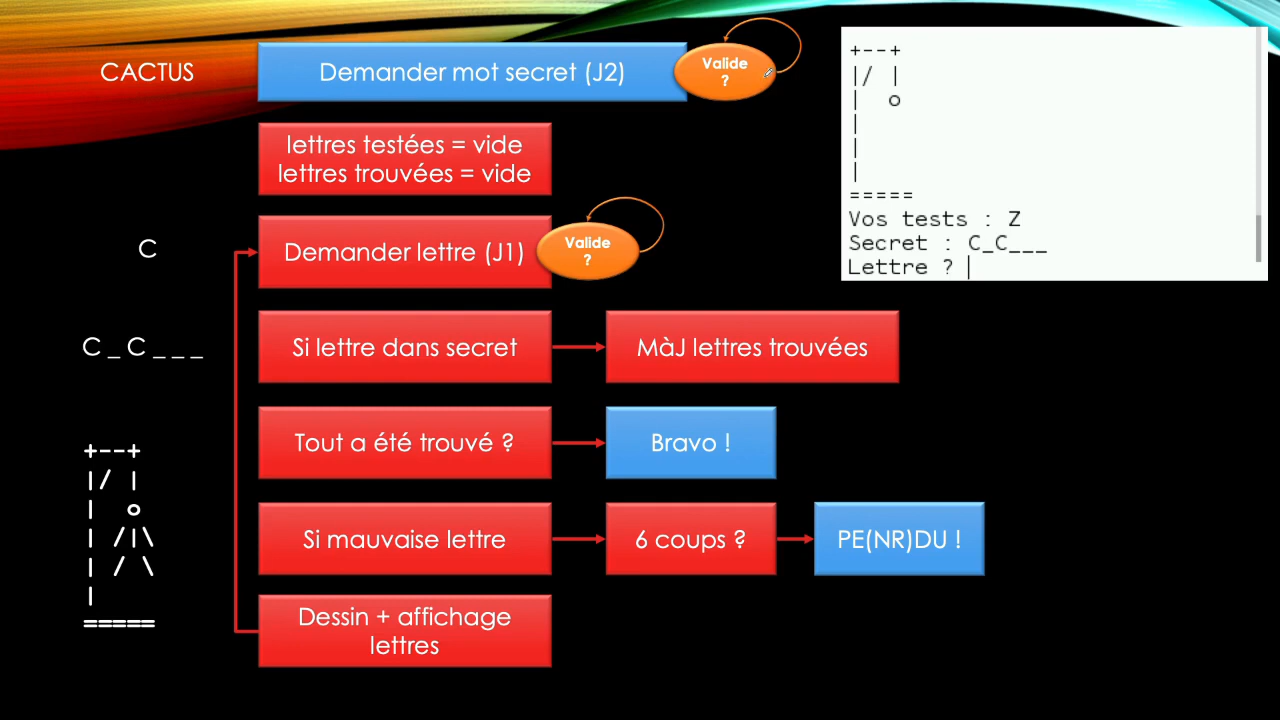 CACTUS
Demander mot secret (J2)
Valide
?
lettres testées = vide
lettres trouvées = vide
C
Demander lettre (J1)
Valide
?
C _ C _ _ _
Si lettre dans secret
MàJ lettres trouvées
Tout a été trouvé ?
Bravo !
Si mauvaise lettre
6 coups ?
PE(NR)DU !
Dessin + affichage
lettres
+--+
|/ |
|  o
| /|\
| / \
|
=====
+--+
|/ |
|  o
|
|
|
=====
Vos tests : Z
Secret : C_C___
Lettre ? |